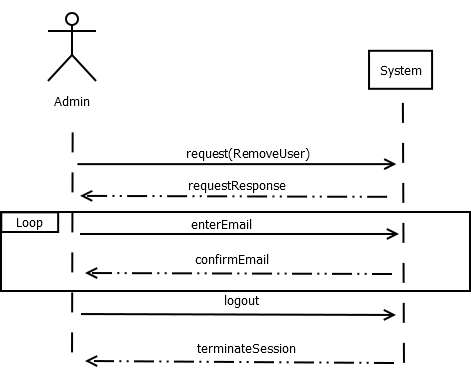 System
Admin
request(RemoveUser)
requestResponse
Loop
enterEmail
confirmEmail
logout
terminateSession